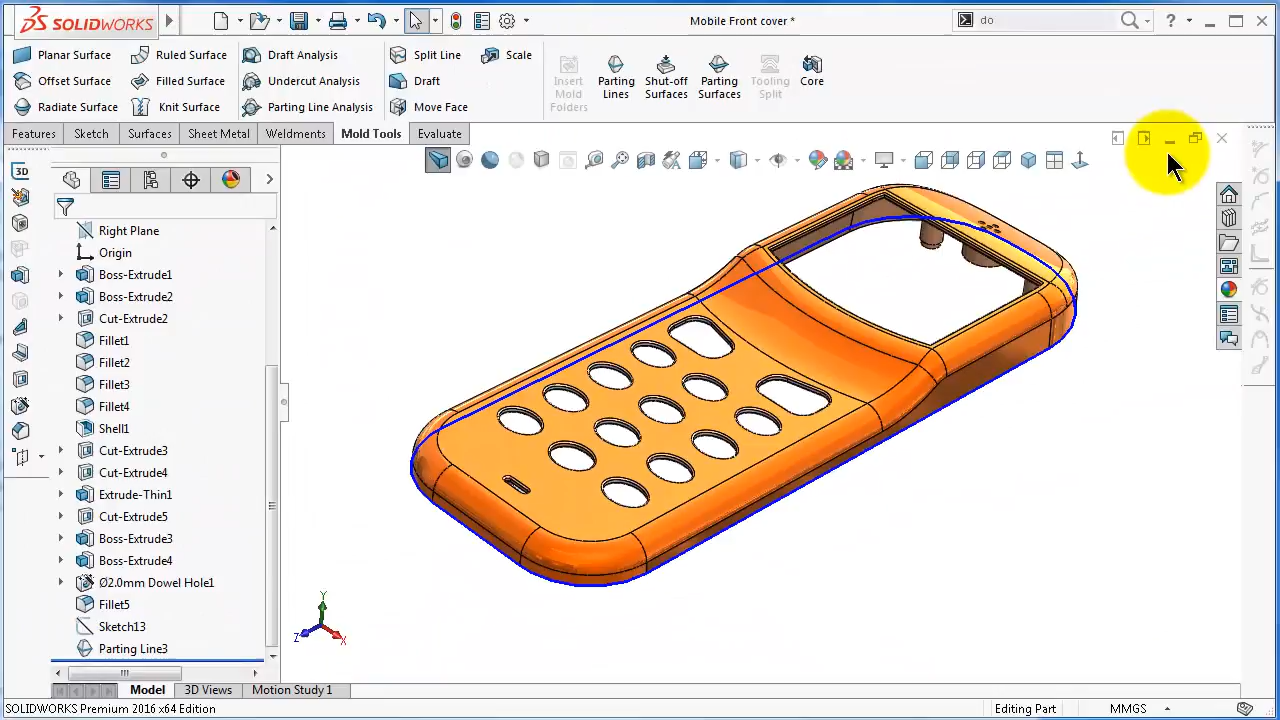 SOLIDWORKS
Mobile Front cover *
do
Planar Surface
Ruled Surface
Draft Analysis
Split Line
Scale
Offset Surface
Filled Surface
Undercut Analysis
Draft
Radiate Surface
Knit Surface
Parting Line Analysis
Move Face
Insert
Mold
Folders
Parting
Lines
Shut-off
Surfaces
Parting
Surfaces
Tooling
Split
Core
Features
Sketch
Surfaces
Sheet Metal
Weldments
Mold Tools
Evaluate
3D
Right Plane
Origin
Boss-Extrude1
Boss-Extrude2
Cut-Extrude2
Fillet1
Fillet2
Fillet3
Fillet4
Shell1
Cut-Extrude3
Cut-Extrude4
Extrude-Thin1
Cut-Extrude5
Boss-Extrude3
Boss-Extrude4
Ø2.0mm Dowel Hole1
Fillet5
Sketch13
Parting Line3
Y
Z
X
Model
3D Views
Motion Study 1
SOLIDWORKS Premium 2016 x64 Edition
Editing Part
MMGS